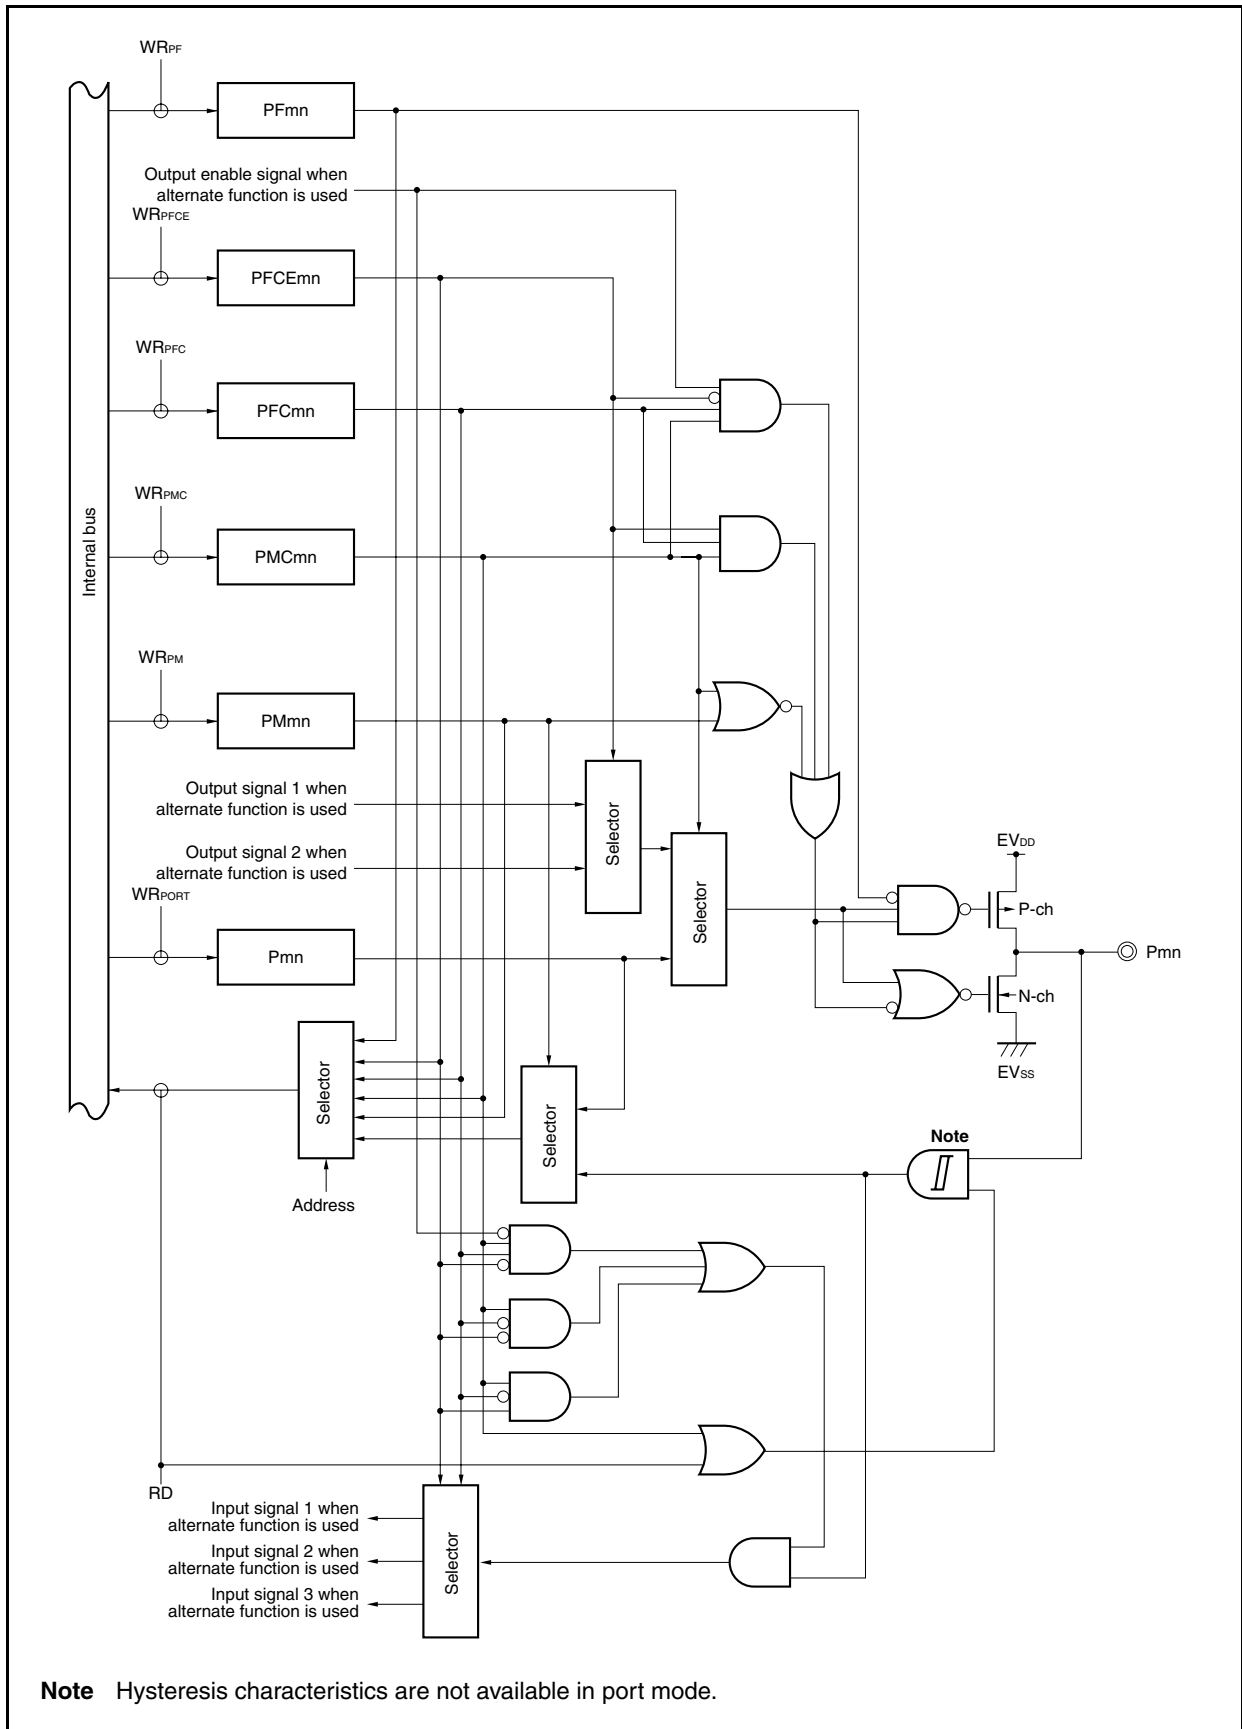 WRPF
PFmn
Output enable signal when
alternate function is used
WRPFCE
PFCEmn
WRPFC
PFCmn
WRPMC
PMCmn
Internal bus
WRPM
PMmn
Output signal 1 when
alternate function is used
Output signal 2 when
alternate function is used
Selector
Selector
WRPORT
Pmn
EVDD
P-ch
Pmn
N-ch
EVSS
Selector
Address
Selector
Note
RD
Input signal 1 when
alternate function is used
Input signal 2 when
alternate function is used
Input signal 3 when
alternate function is used
Selector
Note Hysteresis characteristics are not available in port mode.